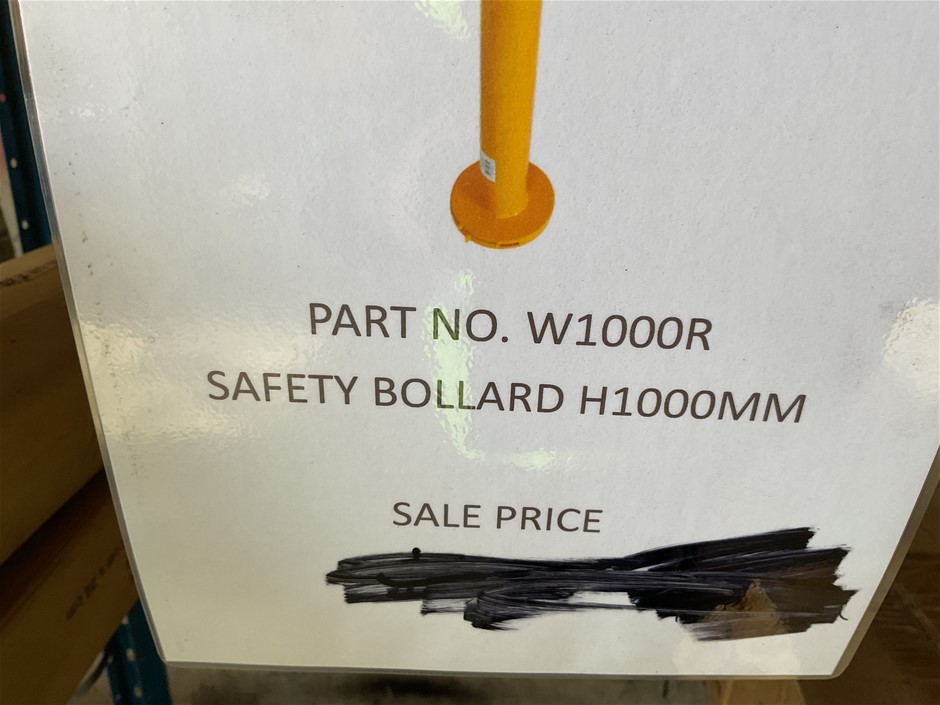 PART NO. W1000R
SAFETY BOLLARD H1000MM
SALE PRICE